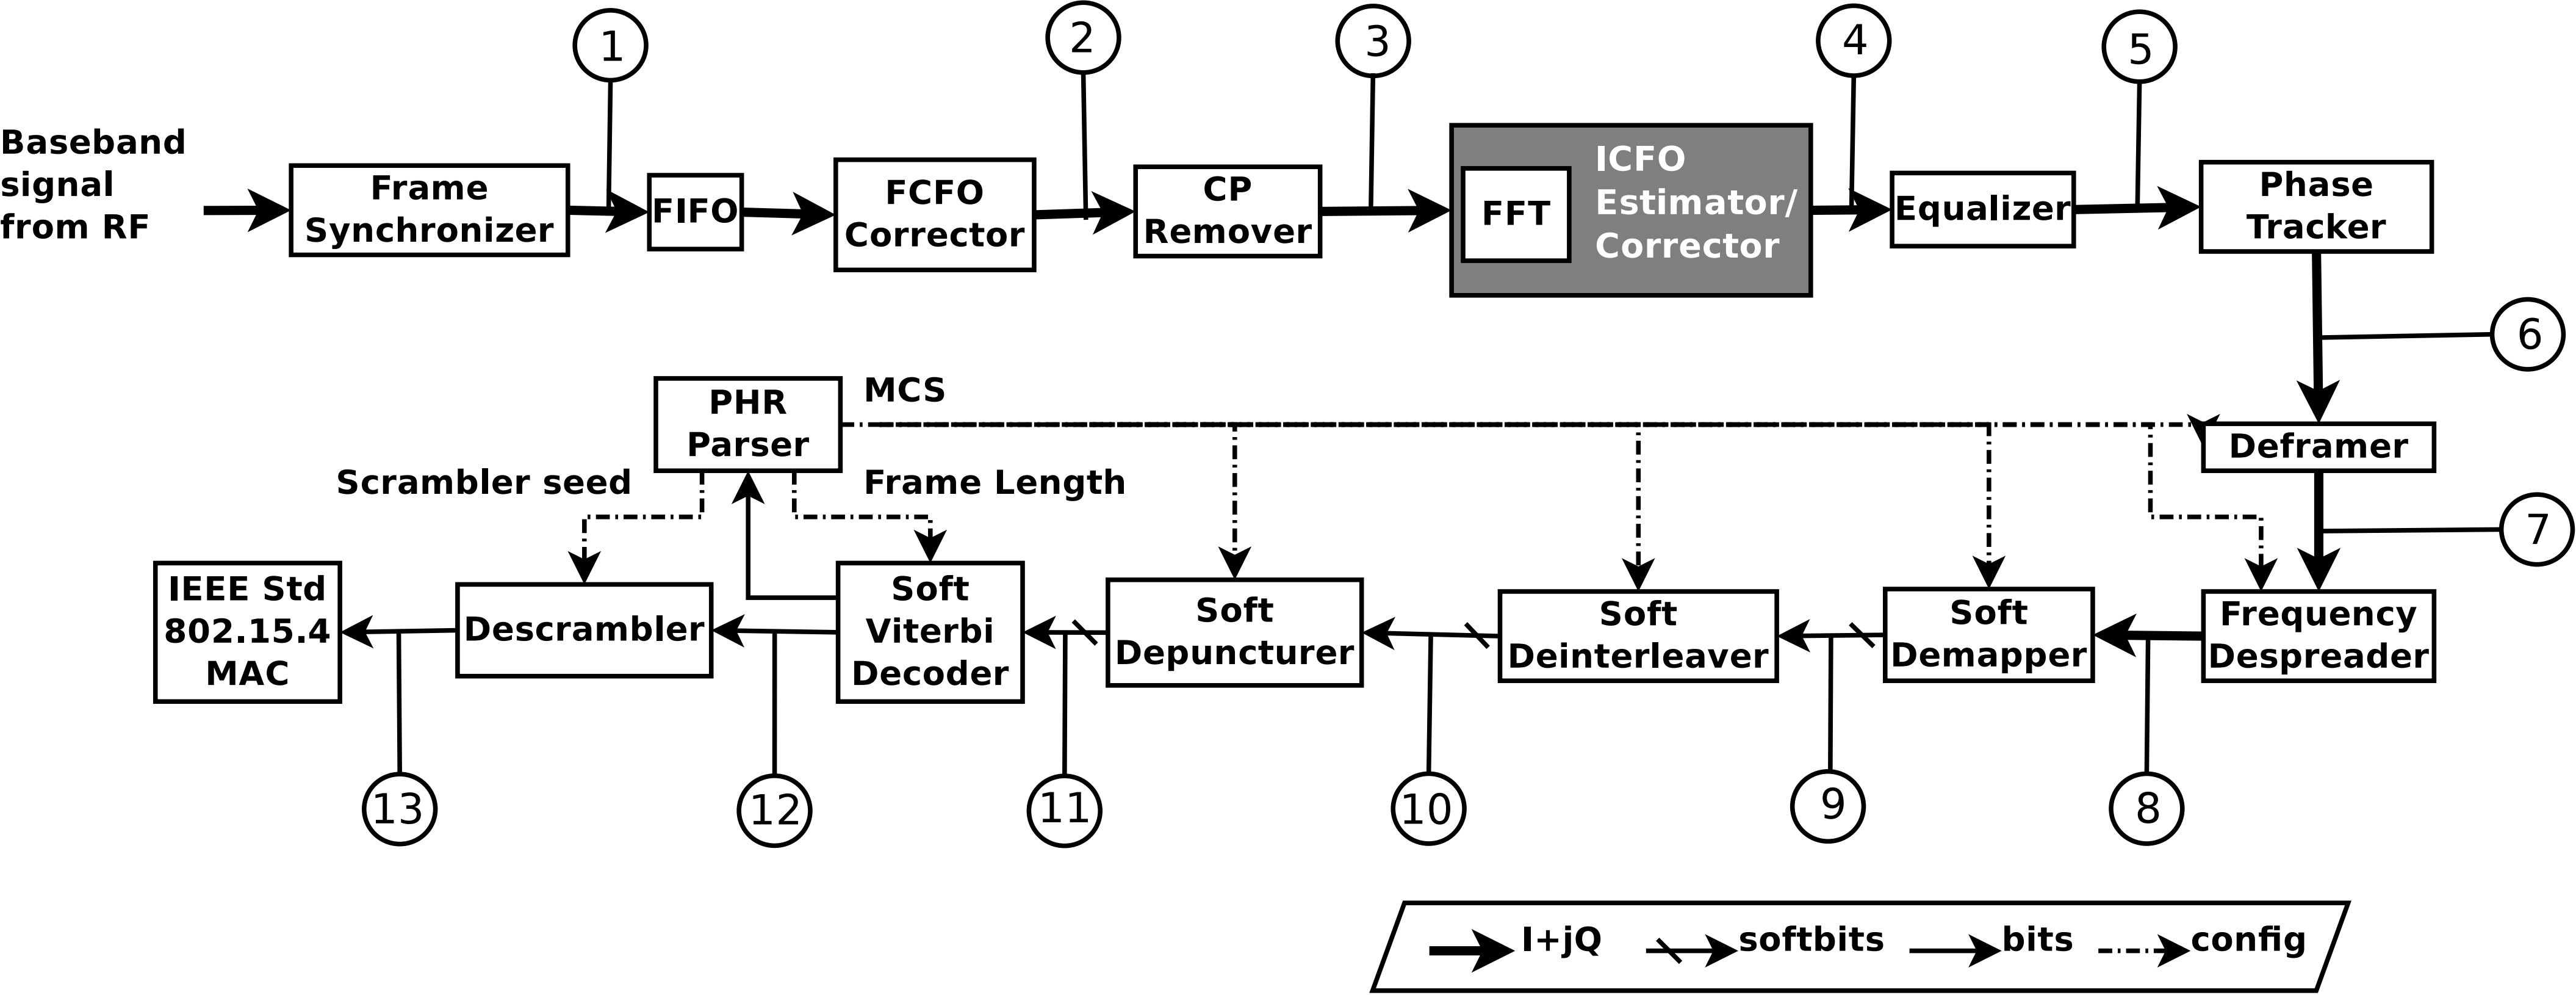 1
2
3
4
5
Baseband
signal
from RF
Frame
Synchronizer
FIFO
FCFO
Corrector
CP
Remover
FFT
ICFO
Estimator/
Corrector
Equalizer
Phase
Tracker
6
PHR
Parser
MCS
Deframer
Scrambler seed
Frame Length
7
IEEE Std
802.15.4
MAC
Descrambler
Soft
Viterbi
Decoder
Soft
Depuncturer
Soft
Deinterleaver
Soft
Demapper
Frequency
Despreader
13
12
11
10
9
8
I+jQ
softbits
bits
config